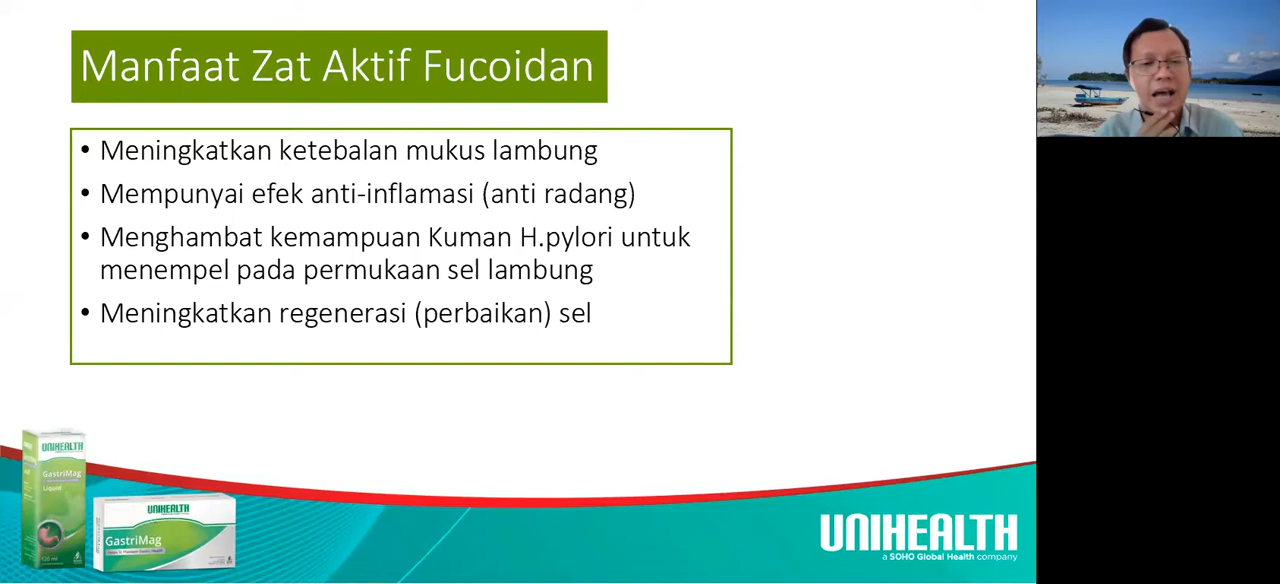 Manfaat Zat Aktif Fucoidan
• Meningkatkan ketebalan mukus lambung
• Mempunyai efek anti-inflamasi (anti radang)
• Menghambat kemampuan Kuman H.pylori untuk
menempel pada permukaan sel lambung
• Meningkatkan regenerasi (perbaikan) sel
UNIHEALTH
GastriMag
Liquid
120 ml
UNIHEALTH
GastriMag
UNIHEALTH
a SOHO Global Health company